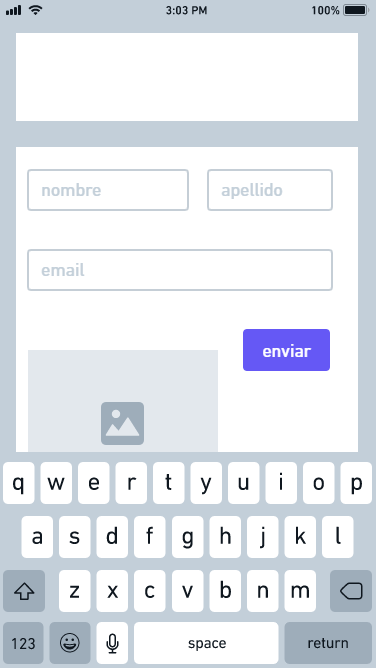 3:03 PM 100%
nombre apellido
email
enviar
q w e r t y u i o p
a s d f g h j k l
z x c v b n m
123 space return